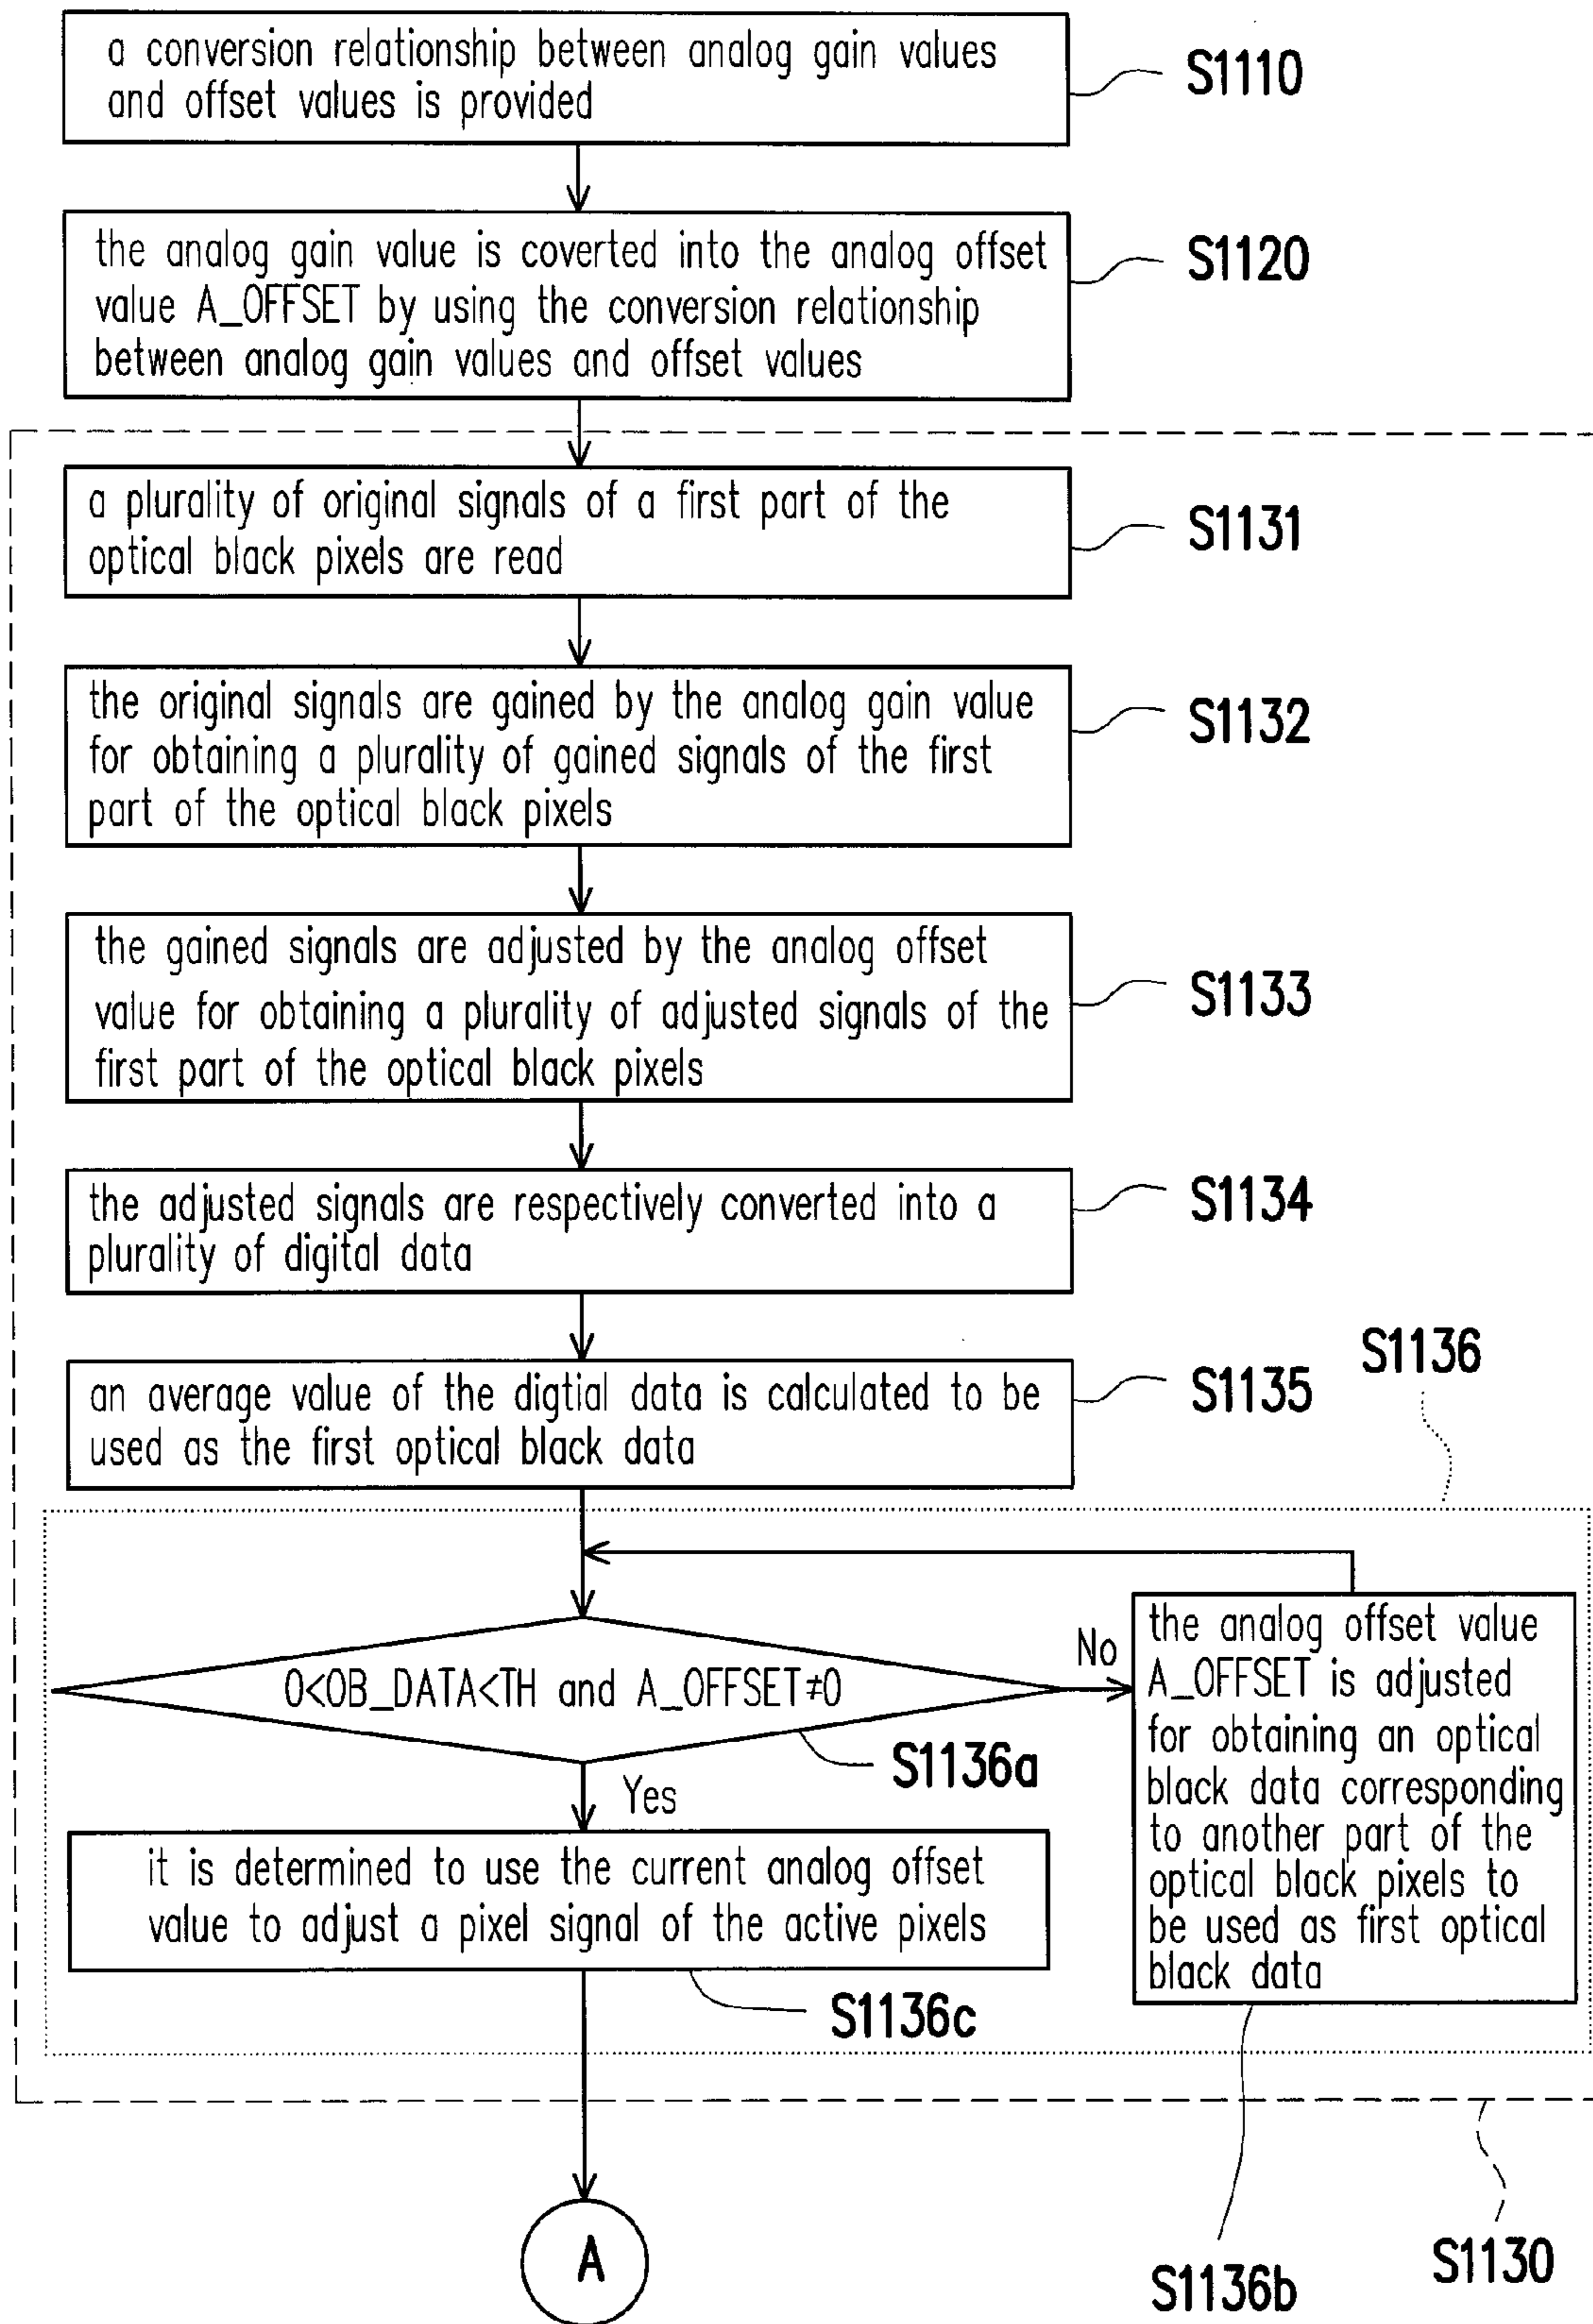 a conversion relationship between analog gain values
and offset values is provided
S1110
the analog gain value is coverted into the analog offset
value A_OFFSET by using the conversion relationship
between analog gain values and offset values
S1120
a plurality of original signals of a first part of the
optical black pixels are read
S1131
the original signals are gained by the analog gain value
for obtaining a plurality of gained signals of the first
part of the optical black pixels
S1132
the gained signals are adjusted by the analog offset
value for obtaining a plurality of adjusted signals of the
first part of the optical black pixels
S1133
the adjusted signals are respectively converted into a
plurality of digital data
S1134
an average value of the digtial data is calculated to be
used as the first optical black data
S1135
S1136
0<OB_DATA<TH and A_OFFSET≠0
S1136a
No
the analog offset value
A_OFFSET is adjusted
for obtaining an optical
black data corresponding
to another part of the
optical black pixels to
be used as first optical
black data
S1136b
Yes
it is determined to use the current analog offset
value to adjust a pixel signal of the active pixels
S1136c
S1130
A